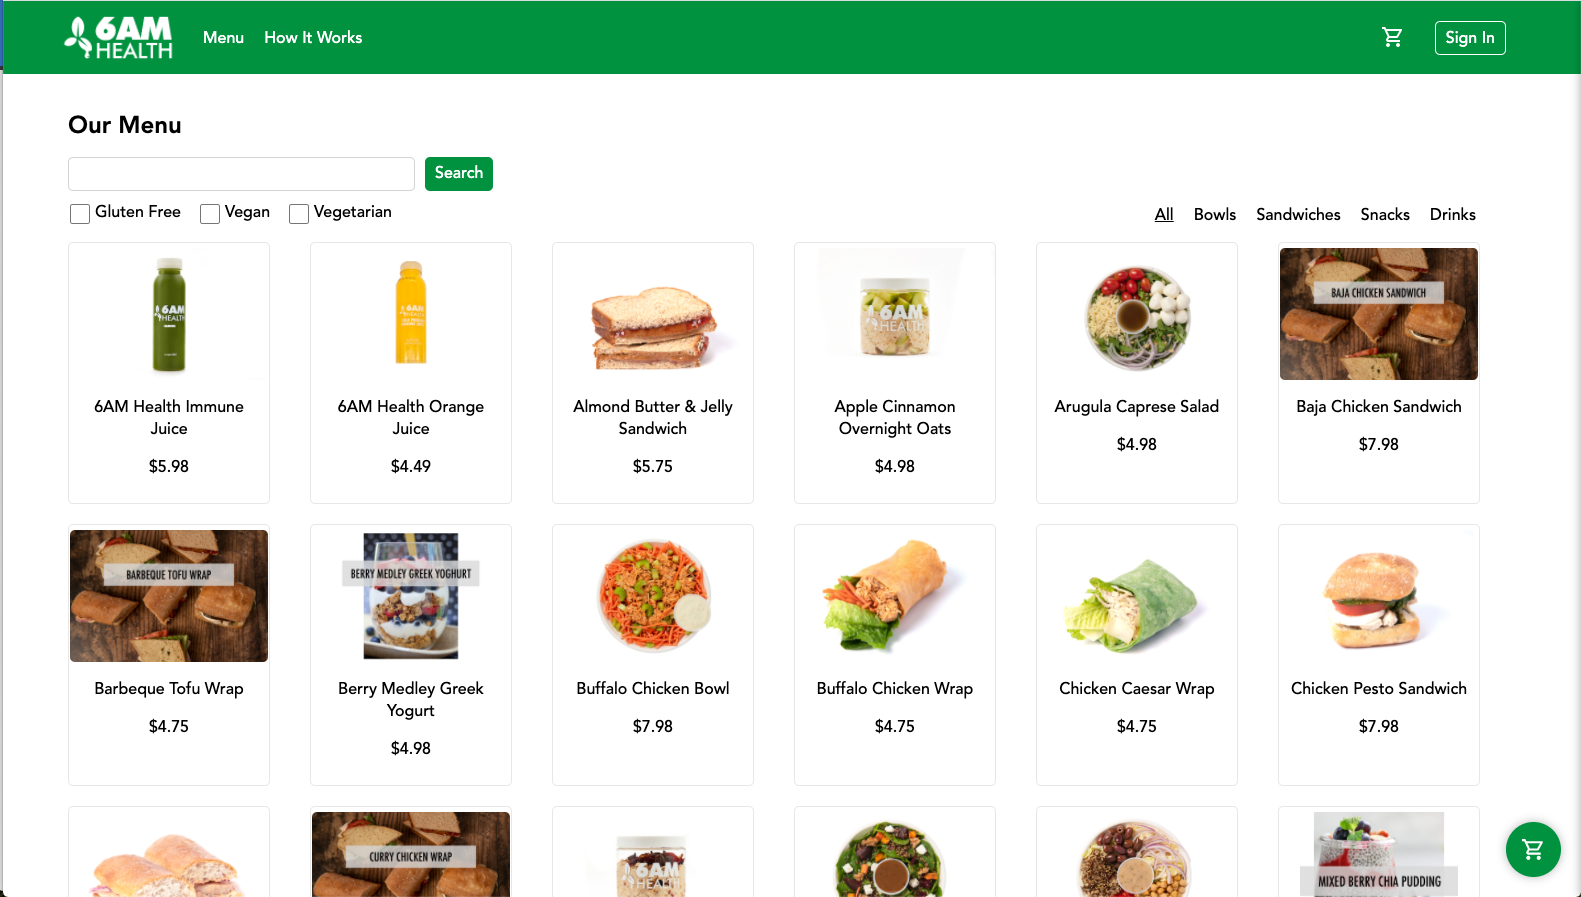 6AM
HEALTH
Menu
How It Works
Sign In
Our Menu
Search
Gluten Free
Vegan
Vegetarian
All
Bowls
Sandwiches
Snacks
Drinks
6AM
HEALTH
6AM
HEALTH
6AM
HEALTH
BAJA CHICKEN SANDWICH
6AM Health Immune
Juice
$5.98
6AM Health Orange
Juice
$4.49
Almond Butter & Jelly
Sandwich
$5.75
Apple Cinnamon
Overnight Oats
$4.98
Arugula Caprese Salad
$4.98
Baja Chicken Sandwich
$7.98
BARBEQUE TOFU WRAP
BERRY MEDLEY GREEK YOGHURT
Barbeque Tofu Wrap
$4.75
Berry Medley Greek
Yogurt
$4.98
Buffalo Chicken Bowl
$7.98
Buffalo Chicken Wrap
$4.75
Chicken Caesar Wrap
$4.75
Chicken Pesto Sandwich
$7.98
CURRY CHICKEN WRAP
6AM
HEALTH
MIXED BERRY CHIA PUDDING